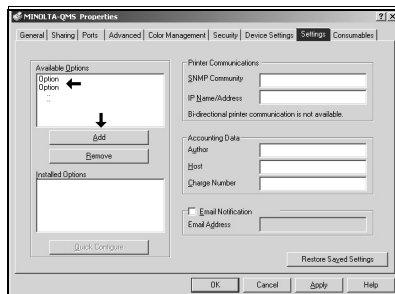 MINOLTA-QMS Properties
General Sharing Ports Advanced Color Management Security Device Settings Settings Consumables
Available Options
Option
Option
::
Add
Remove
Installed Options
Quick Configure
Printer Communications
SNMP Community
IP Name/Address
Bi-directional printer communication is not available.
Accounting Data
Author
Host
Charge Number
Email Notification
Email Address
Restore Saved Settings
OK Cancel Apply Help